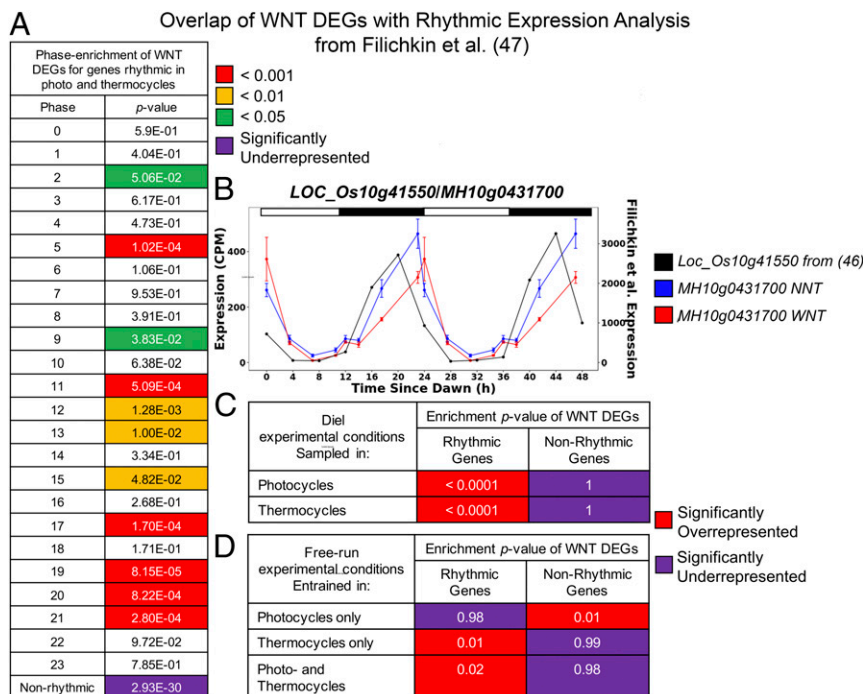 A
Overlap of WNT DEGs with Rhythmic Expression Analysis
from Filichkin et al. (47)
Phase-enrichment of WNT
DEGs for genes rhythmic in
photo and thermocycles
Phase p-value
0 5.9E-01
1 4.04E-01
2 5.06E-02
3 6.17E-01
4 4.73E-01
5 1.02E-04
6 1.06E-01
7 9.53E-01
8 3.91E-01
9 3.83E-02
10 6.38E-02
11 5.09E-04
12 1.28E-03
13 1.00E-02
14 3.34E-01
15 4.82E-02
16 2.68E-01
17 1.70E-04
18 1.71E-01
19 8.15E-05
20 8.22E-04
21 2.80E-04
22 9.72E-02
23 7.85E-01
Non-rhythmic 2.93E-30
< 0.001
< 0.01
< 0.05
Significantly
Underrepresented
B
LOC_Os10g41550/MH10g0431700
Expression (CPM)
400
200
0
3000
2000
1000
0
Filichkin et al. Expression
0 4 8 12 16 20 24 28 32 36 40 44 48
Time Since Dawn (h)
Loc_Os10g41550 from (46)
MH10g0431700 NNT
MH10g0431700 WNT
C
Diel
experimental conditions
Sampled in:
Enrichment p-value of WNT DEGs
Rhythmic
Genes
Non-Rhythmic
Genes
Photocycles < 0.0001 1
Thermocycles < 0.0001 1
Significantly
Overrepresented
Significantly
Underrepresented
D
Free-run
experimental conditions
Entrained in:
Enrichment p-value of WNT DEGs
Rhythmic
Genes
Non-Rhythmic
Genes
Photocycles only 0.98 0.01
Thermocycles only 0.01 0.99
Photo- and
Thermocycles
0.02 0.98